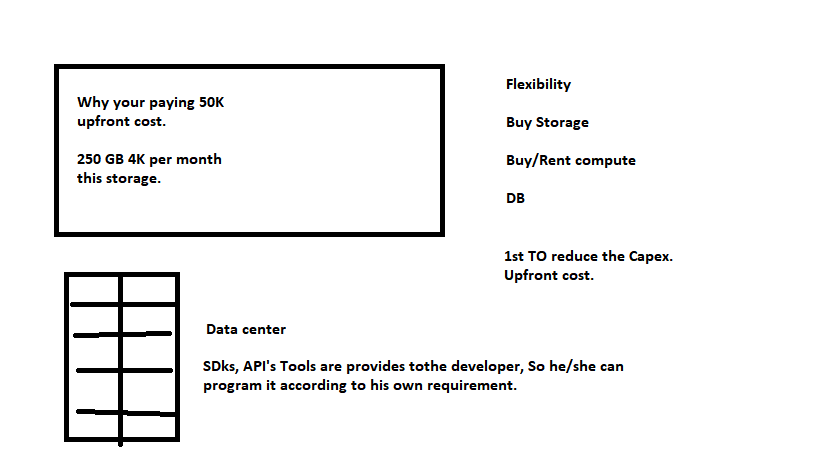 Why your paying 50K
upfront cost.
250 GB 4K per month
this storage.
Flexibility
Buy Storage
Buy/Rent compute
DB
1st TO reduce the Capex.
Upfront cost.
Data center
SDks, API's Tools are provides tothe developer, So he/she can
program it according to his own requirement.